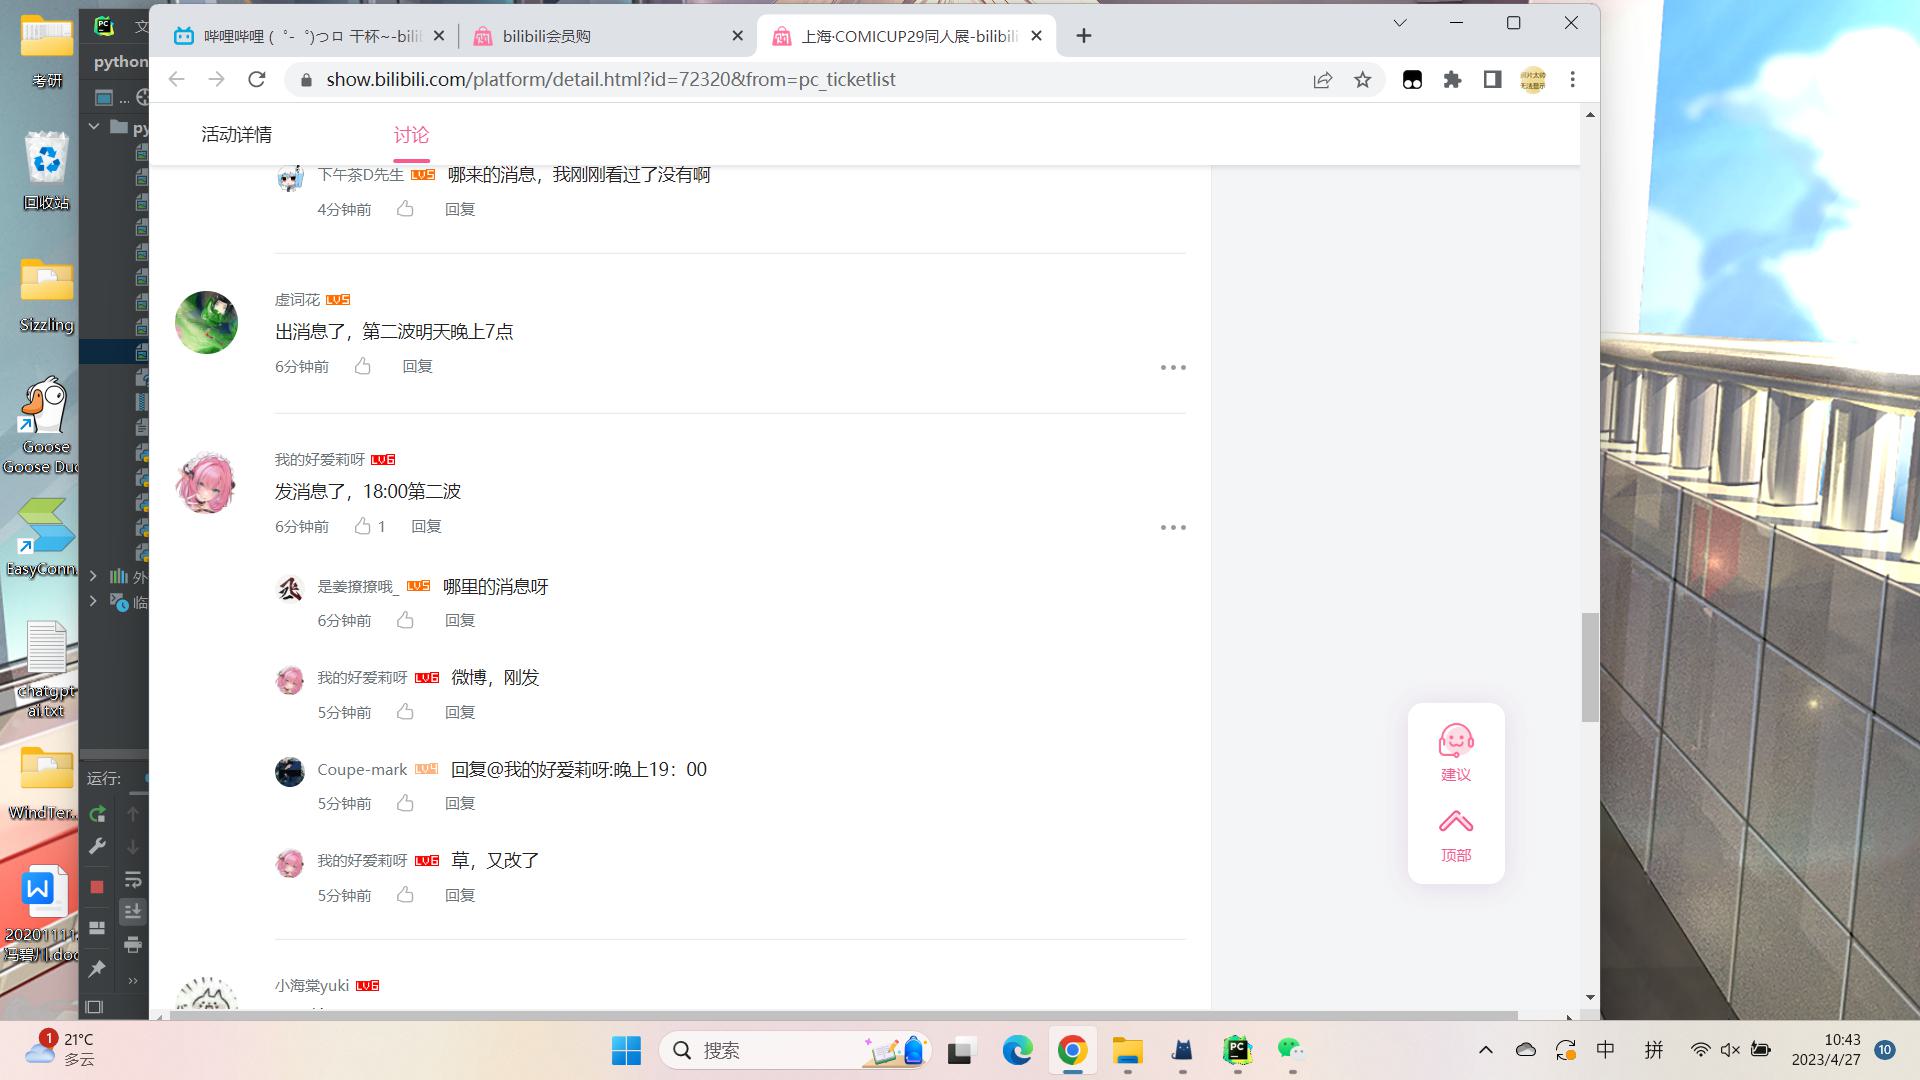 考研
回收站
Sizzling
Goose
Goose Duc
EasyConn.
chatgpt
ai.txt
WindTer..
运行:
文
python
py
外
临
哔哩哔哩 (゜-゜)つロ 干杯~-bili
bilibili会员购
上海·COMICUP29同人展-bilibili
show.bilibili.com/platform/detail.html?id=72320&from=pc_ticketlist
活动详情
讨论
下午茶D先生 LV5 哪来的消息，我刚刚看过了没有啊
4分钟前 回复
虚词花 LV5
出消息了，第二波明天晚上7点
6分钟前 回复
我的好爱莉呀 LV6
发消息了，18:00第二波
6分钟前 1 回复
是姜撩撩哦_ LV5 哪里的消息呀
6分钟前 回复
我的好爱莉呀 LV6 微博，刚发
5分钟前 回复
Coupe-mark LV4 回复@我的好爱莉呀:晚上19：00
5分钟前 回复
我的好爱莉呀 LV6 草，又改了
5分钟前 回复
小海棠yuki LV6
建议
顶部
1
21°C
多云
搜索
中
拼
10:43
2023/4/27
10